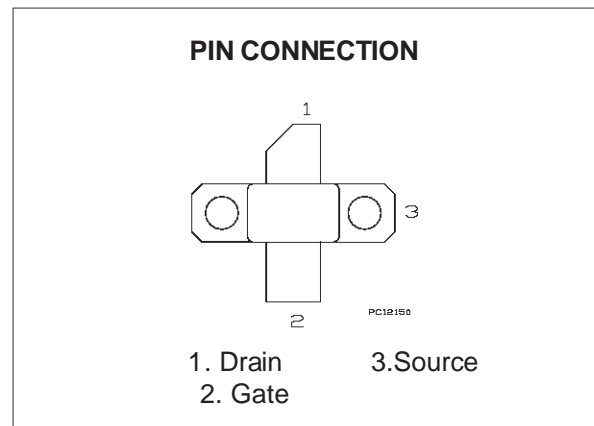 PIN CONNECTION
1
3
PC12150
2
1. Drain 3.Source
2. Gate